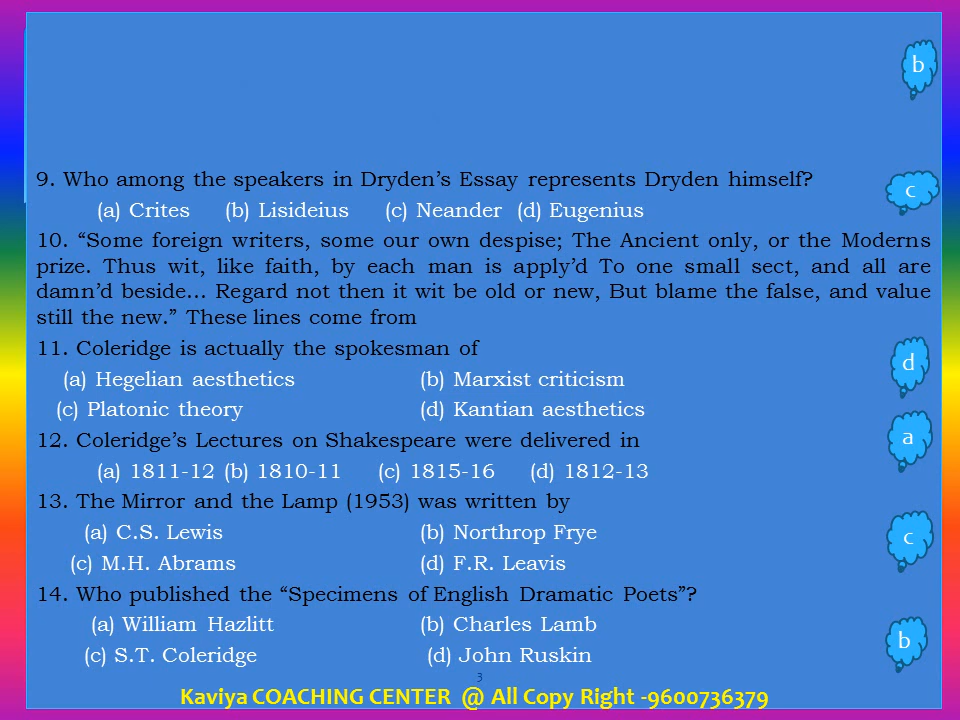 b
9. Who among the speakers in Dryden’s Essay represents Dryden himself?
c
(a) Crites (b) Lisideius (c) Neander (d) Eugenius
10. “Some foreign writers, some our own despise; The Ancient only, or the Moderns
prize. Thus wit, like faith, by each man is apply’d To one small sect, and all are
damn’d beside… Regard not then it wit be old or new, But blame the false, and value
still the new.” These lines come from
11. Coleridge is actually the spokesman of
d
(a) Hegelian aesthetics (b) Marxist criticism
(c) Platonic theory (d) Kantian aesthetics
12. Coleridge’s Lectures on Shakespeare were delivered in
a
(a) 1811-12 (b) 1810-11 (c) 1815-16 (d) 1812-13
13. The Mirror and the Lamp (1953) was written by
(a) C.S. Lewis (b) Northrop Frye
c
(c) M.H. Abrams (d) F.R. Leavis
14. Who published the “Specimens of English Dramatic Poets”?
(a) William Hazlitt (b) Charles Lamb
b
(c) S.T. Coleridge (d) John Ruskin
3
Kaviya COACHING CENTER @ All Copy Right -9600736379